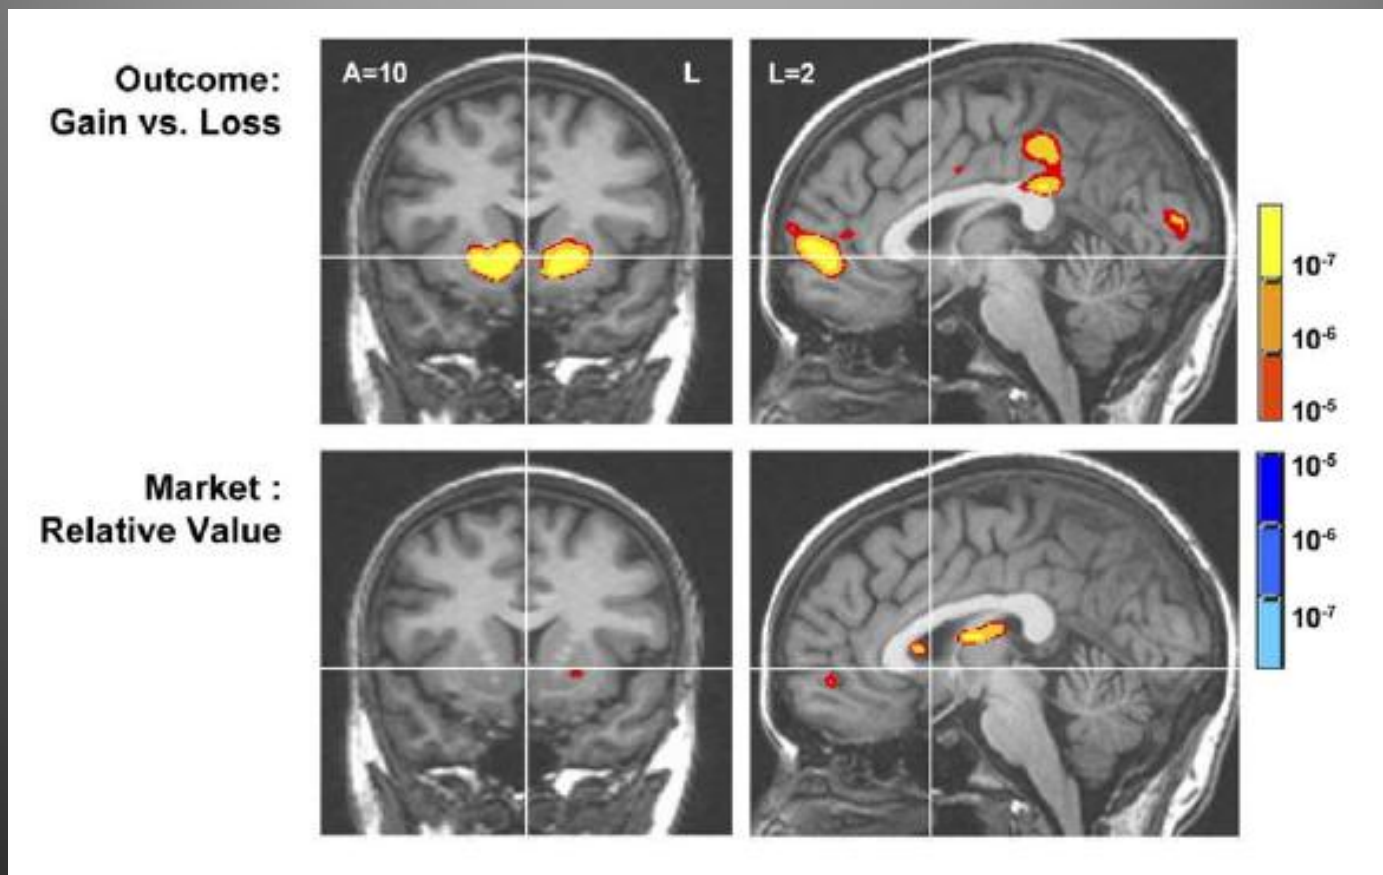 Outcome:
Gain vs. Loss
A=10
L
L=2
10-7
10-6
10-5
Market :
Relative Value
10-5
10-6
10-7